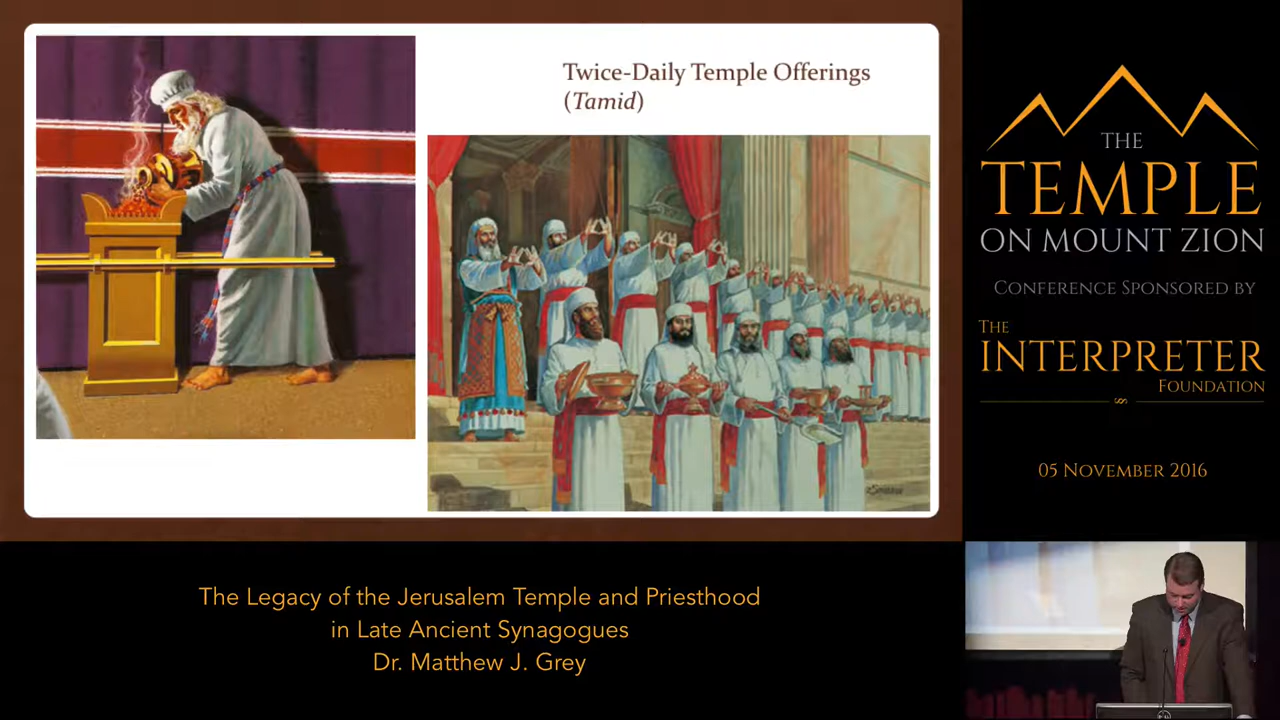 Twice-Daily Temple Offerings
(Tamid)
THE
TEMPLE
ON MOUNT ZION
CONFERENCE SPONSORED BY
THE
INTERPRETER
FOUNDATION
05 NOVEMBER 2016
The Legacy of the Jerusalem Temple and Priesthood
in Late Ancient Synagogues
Dr. Matthew J. Grey